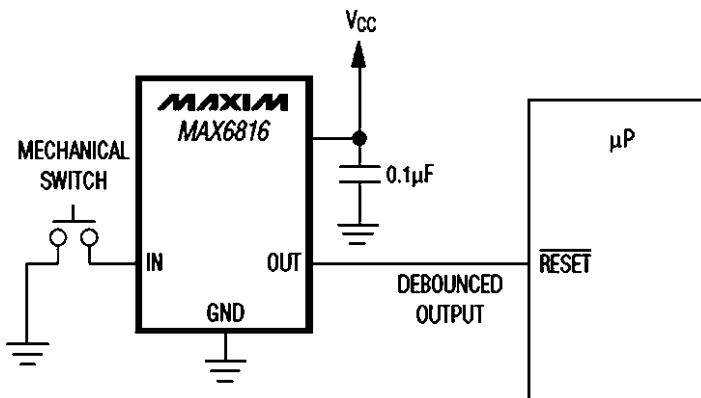 VCC
MAXIM
MAX6816
µP
MECHANICAL
SWITCH
0.1µF
IN
OUT
RESET
DEBOUNCED
OUTPUT
GND